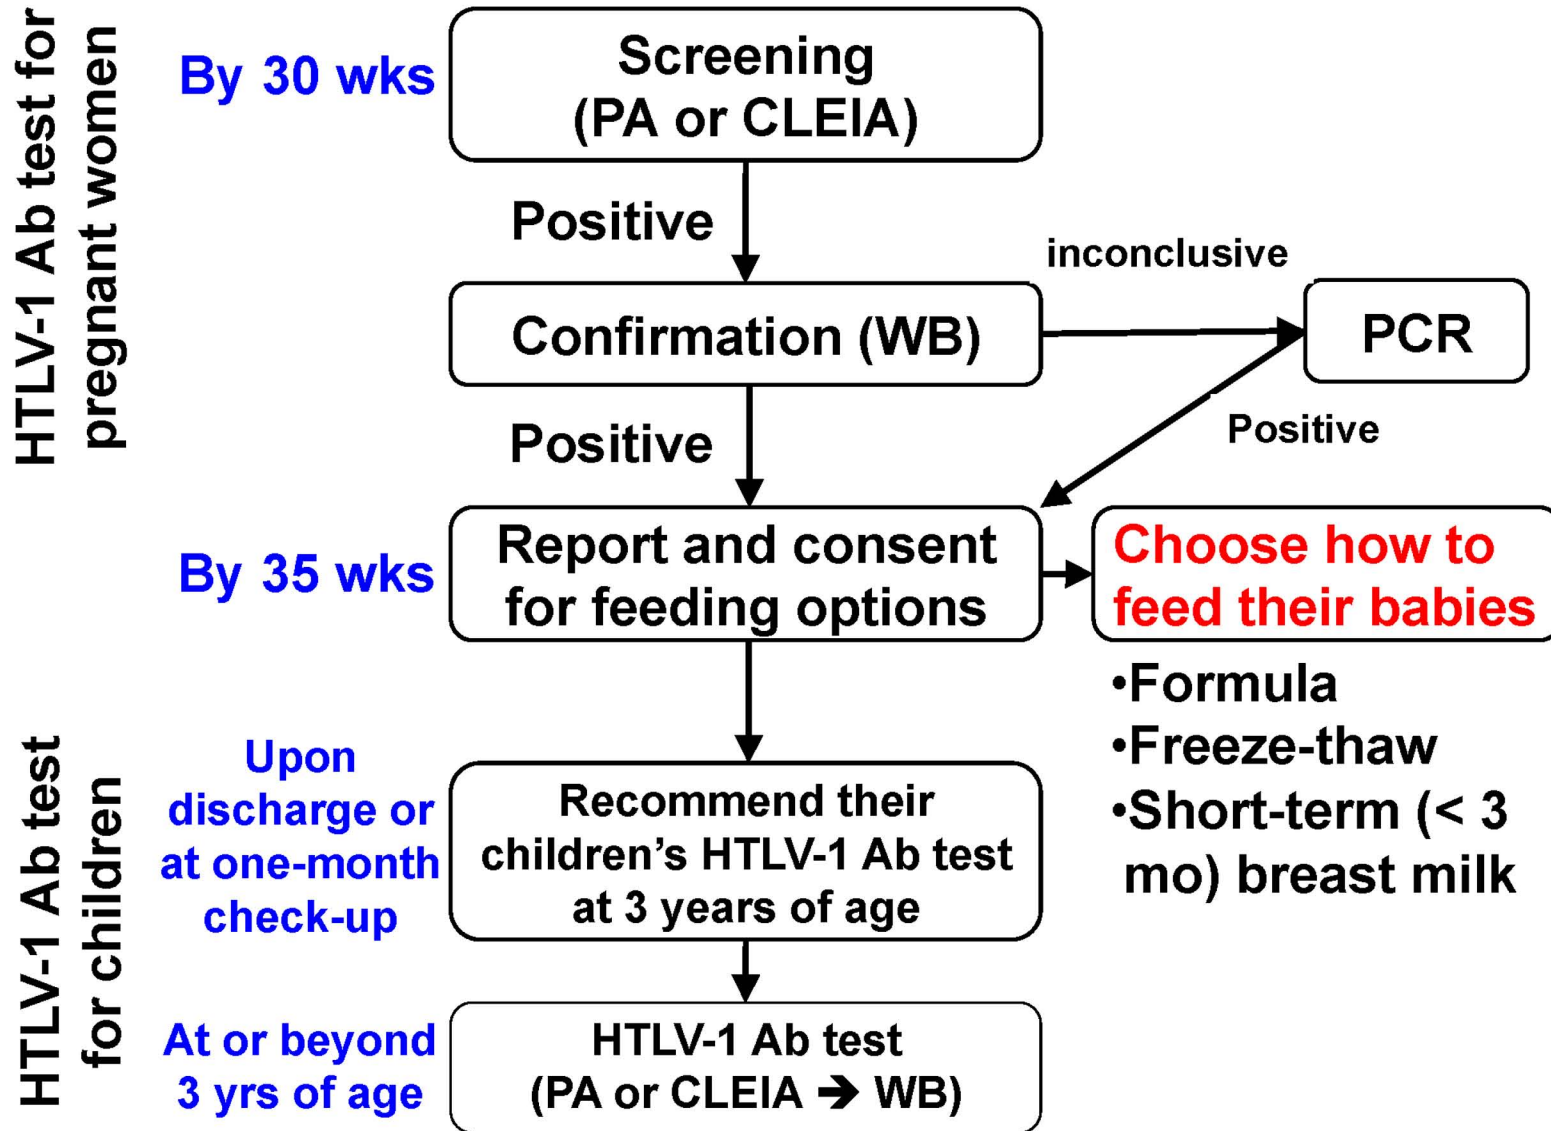 HTLV-1 Ab test for
pregnant women
By 30 wks
Screening
(PA or CLEIA)
Positive
inconclusive
Confirmation (WB)
PCR
Positive
Positive
By 35 wks
Report and consent
for feeding options
Choose how to
feed their babies
•Formula
•Freeze-thaw
•Short-term (< 3
mo) breast milk
HTLV-1 Ab test
for children
Upon
discharge or
at one-month
check-up
Recommend their
children’s HTLV-1 Ab test
at 3 years of age
At or beyond
3 yrs of age
HTLV-1 Ab test
(PA or CLEIA ➔ WB)